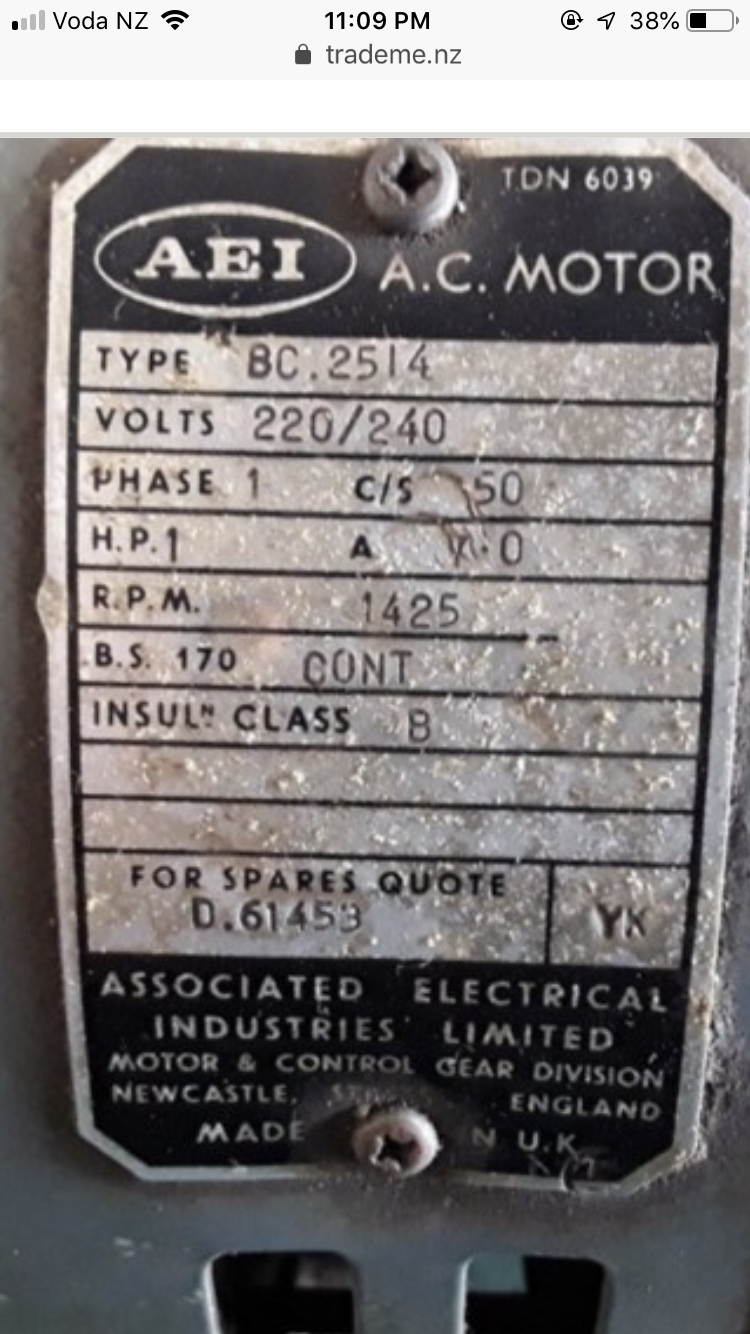 Voda NZ 11:09 PM 38%
trademe.nz
TDN 6039
AEI A.C. MOTOR
TYPE BC.2514
VOLTS 220/240
PHASE 1 C/S 50
H.P. 1 A .0
R.P.M. 1425
B.S. 170 CONT
INSULN CLASS B
FOR SPARES QUOTE
D.61453 YK
ASSOCIATED ELECTRICAL
INDUSTRIES LIMITED
MOTOR & CONTROL GEAR DIVISION
NEWCASTLE, ENGLAND
MADE N U.K